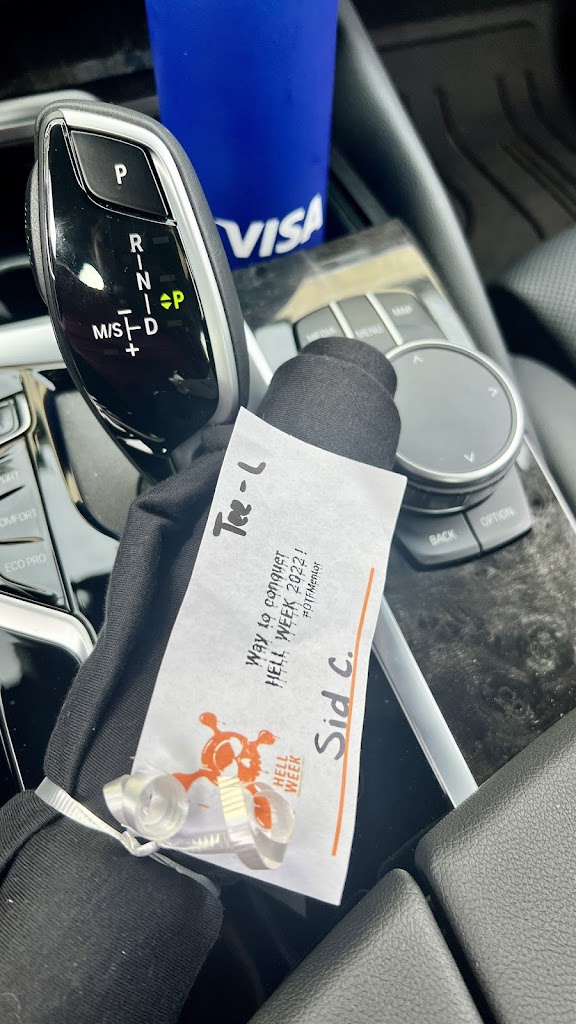 P
VISA
R
N
P
M/S
D
-
+
MEDIA
MENU
MAP
BACK
OPTION
SPORT
COMFORT
ECO PRO
Tee - L
Way to conquer
HELL WEEK 2022!
#OTFMentor
Sid C.
HELL
WEEK